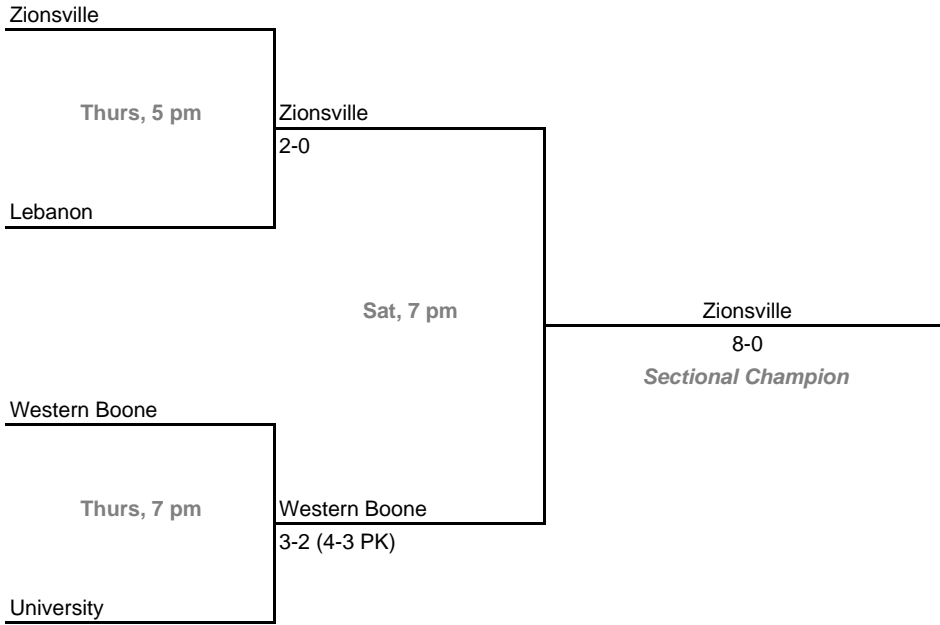 Zionsville
Thurs, 5 pm
Zionsville
2-0
Lebanon
Sat, 7 pm
Zionsville
8-0
Sectional Champion
Western Boone
Thurs, 7 pm
Western Boone
3-2 (4-3 PK)
University